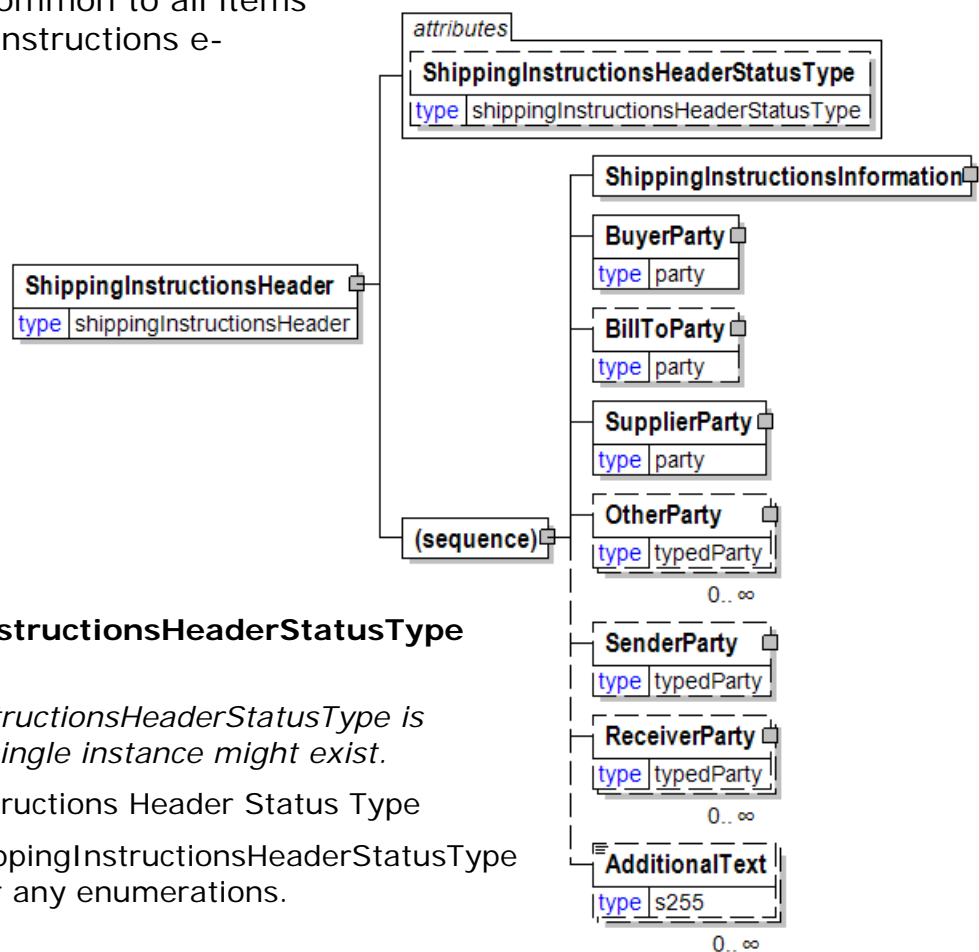 ommon to all items
nstructions e-
attributes
ShippingInstructionsHeaderStatusType
type shippingInstructionsHeaderStatusType
ShippingInstructionsInformation
BuyerParty
type party
ShippingInstructionsHeader
type shippingInstructionsHeader
BillToParty
type party
SupplierParty
type party
(sequence)
OtherParty
type typedParty
0.. ∞
structionsHeaderStatusType
SenderParty
type typedParty
tructionsHeaderStatusType is
single instance might exist.
ReceiverParty
type typedParty
0.. ∞
ructions Header Status Type
ppingInstructionsHeaderStatusType
r any enumerations.
AdditionalText
type s255
0.. ∞